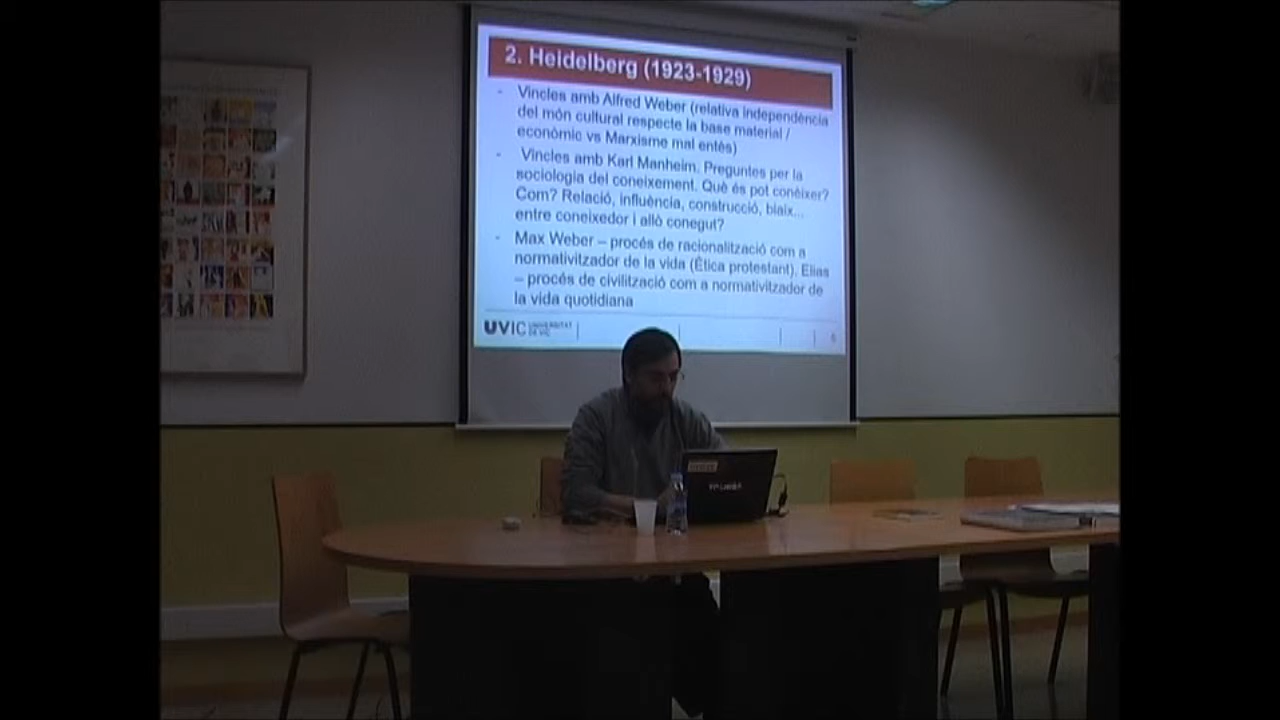 2. Heidelberg (1923-1929)
- Vincles amb Alfred Weber (relativa independència
del món cultural respecte la base material /
econòmic vs Marxisme mal entès)
- Vincles amb Karl Manheim. Preguntes per la
sociologia del coneixement. Què és pot conèixer?
Com? Relació, influència, construcció, biaix...
entre coneixedor i allò conegut?
- Max Weber – procés de racionalització com a
normativitzador de la vida (Ètica protestant). Elias
– procés de civilització com a normativitzador de
la vida quotidiana
UVIC UNIVERSITAT
DE VIC